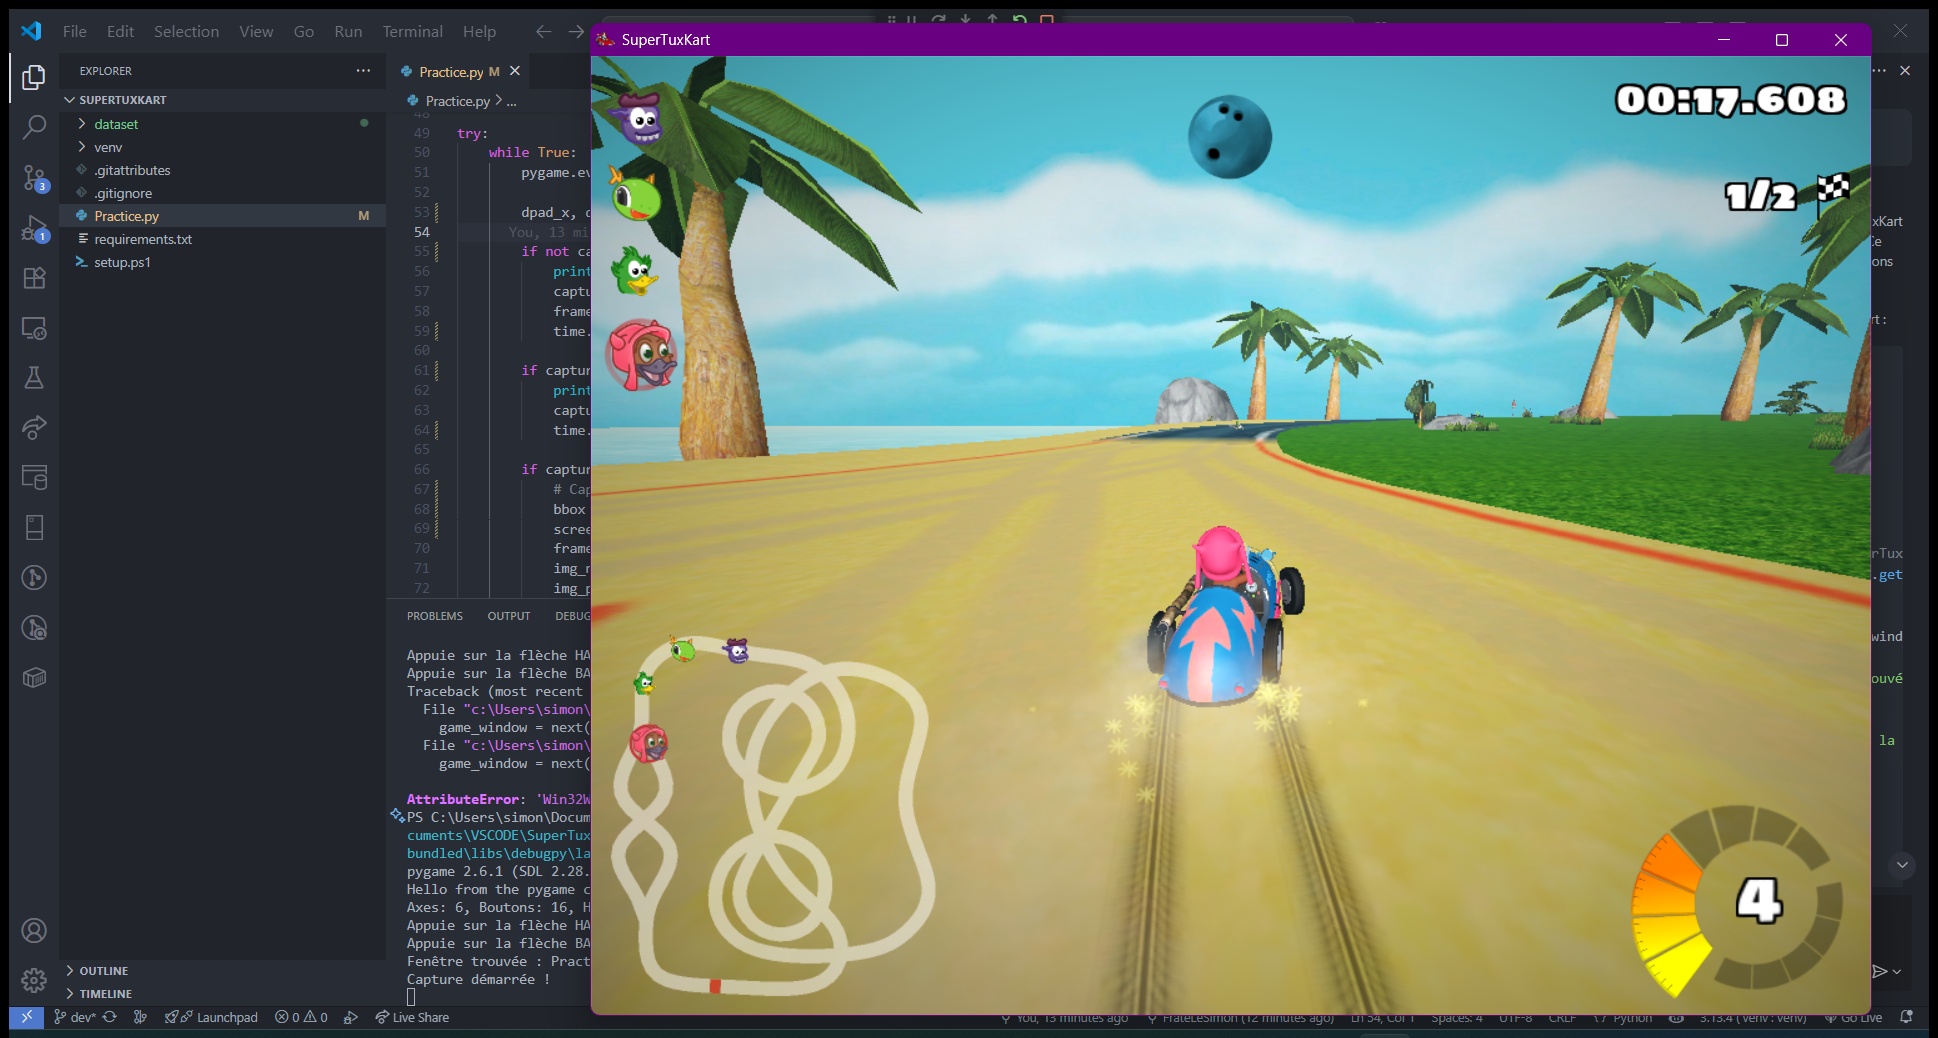 File Edit Selection View Go Run Terminal Help
SuperTuxKart
EXPLORER
SUPERTUXKART
dataset
venv
.gitattributes
.gitignore
Practice.py M
requirements.txt
setup.ps1
OUTLINE
TIMELINE
3
1
Practice.py M
Practice.py > ...
48
49 try:
50 while True:
51 pygame.ev
52
53 dpad_x, d
54 You, 13 mi
55 if not ca
56 print
57 captu
58 frame
59 time.
60
61 if captur
62 print
63 captu
64 time.
65
66 if captur
67 # Cap
68 bbox
69 scree
70 frame
71 img_r
72 img_p
PROBLEMS OUTPUT DEBUG
Appuie sur la flèche HA
Appuie sur la flèche BA
Traceback (most recent
File "c:\Users\simon\
game_window = next(
File "c:\Users\simon\
game_window = next(
AttributeError: 'Win32W
PS C:\Users\simon\Docum
cuments\VSCODE\SuperTux
bundled\libs\debugpy\la
pygame 2.6.1 (SDL 2.28.
Hello from the pygame c
Axes: 6, Boutons: 16, H
Appuie sur la flèche HA
Appuie sur la flèche BA
Fenêtre trouvée : Pract
Capture démarrée !
00:17.608
1/2
4
xKart
ions
rt:
rTux
.get
wind
ouvé
la
dev* Launchpad 0 0 Live Share
You, 13 minutes ago FrateLeSimon (12 minutes ago) Ln 54, Col 1 Spaces: 4 UTF-8 CRLF Python 3.13.4 (venv: venv) Go Live